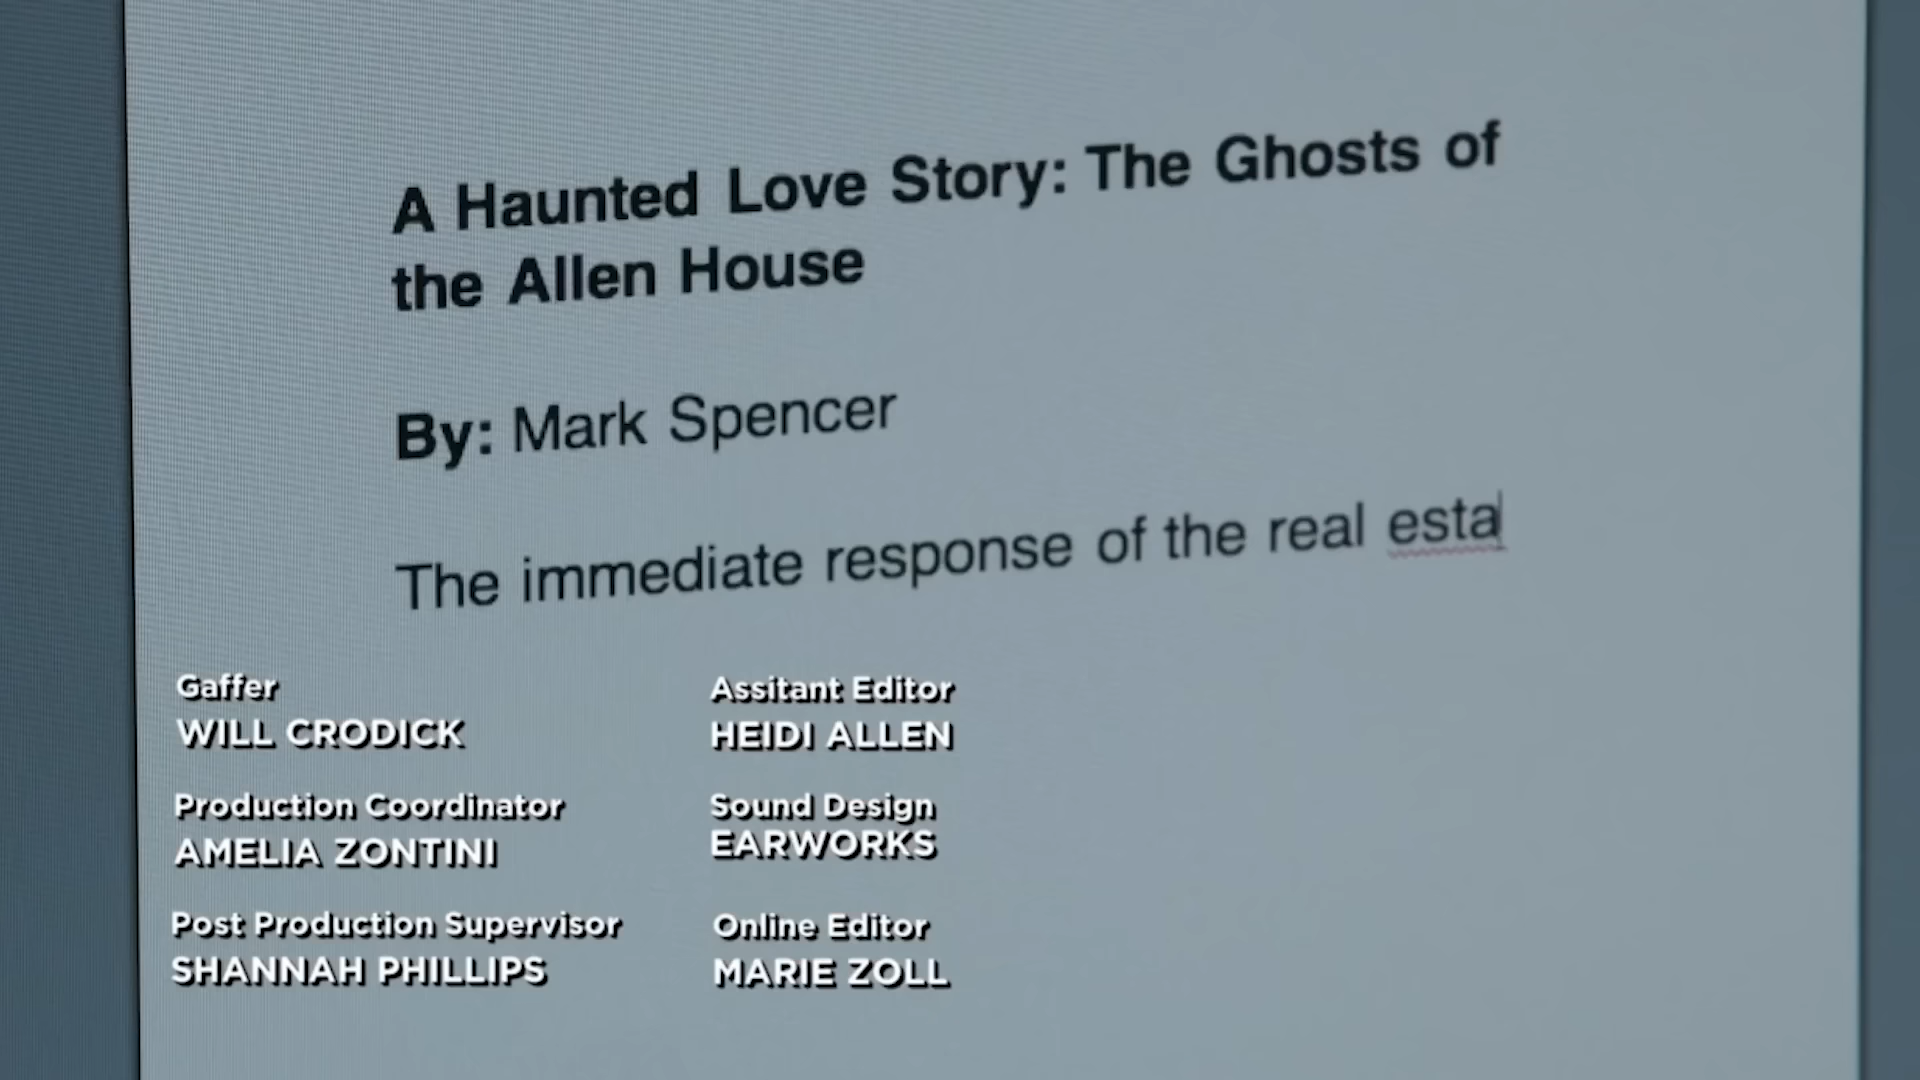 A Haunted Love Story: The Ghosts of
the Allen House
By: Mark Spencer
The immediate response of the real esta
Gaffer
WILL CRODICK
Production Coordinator
AMELIA ZONTINI
Post Production Supervisor
SHANNAH PHILLIPS
Assitant Editor
HEIDI ALLEN
Sound Design
EARWORKS
Online Editor
MARIE ZOLL